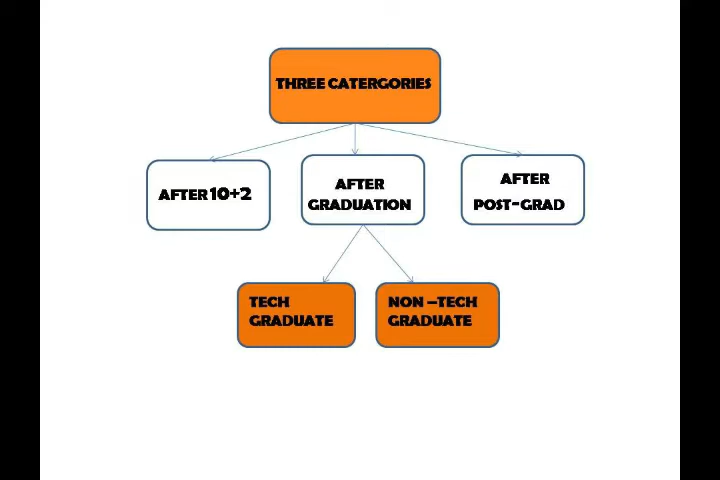 THREE CATERGORIES
AFTER 10+2
AFTER
GRADUATION
AFTER
POST-GRAD
TECH
GRADUATE
NON –TECH
GRADUATE